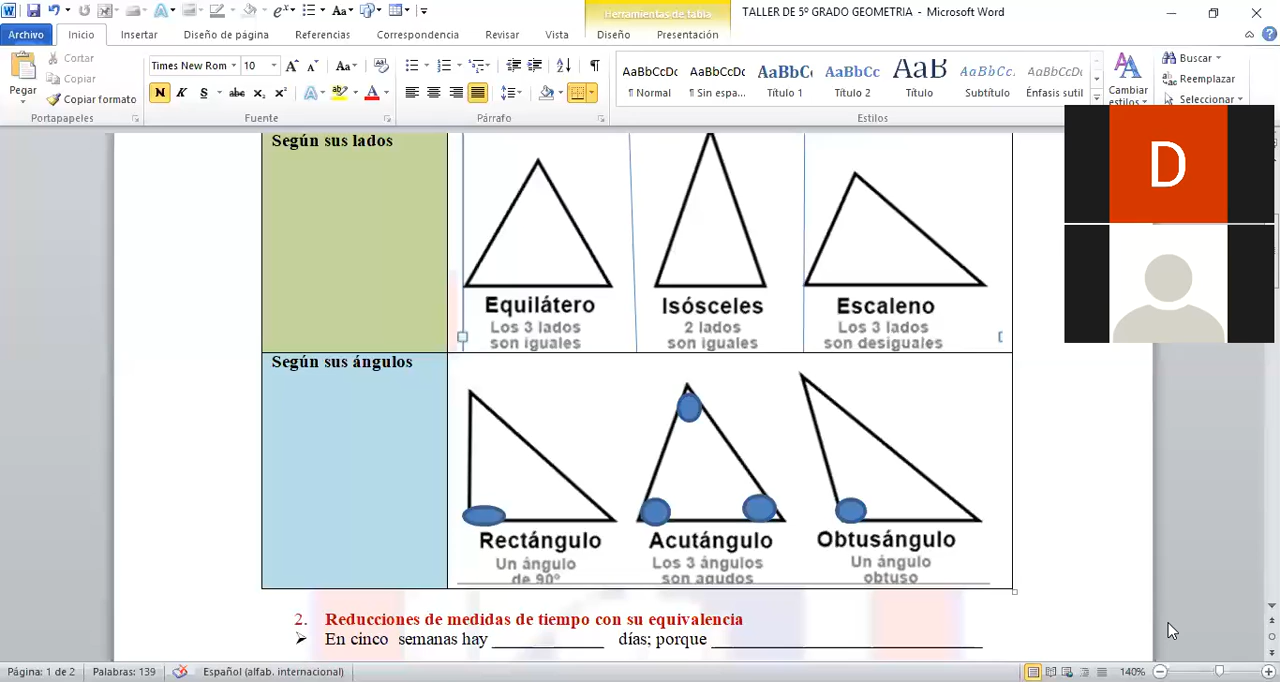 TALLER DE 5º GRADO GEOMETRIA - Microsoft Word
Herramientas de tabla
Archivo Inicio Insertar Diseño de página Referencias Correspondencia Revisar Vista Diseño Presentación
Pegar
Cortar
Copiar
Copiar formato
Portapapeles
Times New Rom 10
Fuente
Párrafo
AaBbCcDc AaBbCcDc AaBbC AaBbCc AaB AaBbCc. AaBbCcDc
¶ Normal ¶ Sin espa... Título 1 Título 2 Título Subtítulo Énfasis sutil
Estilos
Cambiar estilos
Buscar
Reemplazar
Seleccionar
D
Según sus lados
Equilátero Isósceles Escaleno
Los 3 lados 2 lados Los 3 lados
son iguales son iguales son desiguales
Según sus ángulos
Rectángulo Acutángulo Obtusángulo
Un ángulo Los 3 ángulos Un ángulo
de 90º son agudos obtuso
2. Reducciones de medidas de tiempo con su equivalencia
➢ En cinco semanas hay ____________ días; porque ______________________________
Página: 1 de 2 Palabras: 139 Español (alfab. internacional) 140%